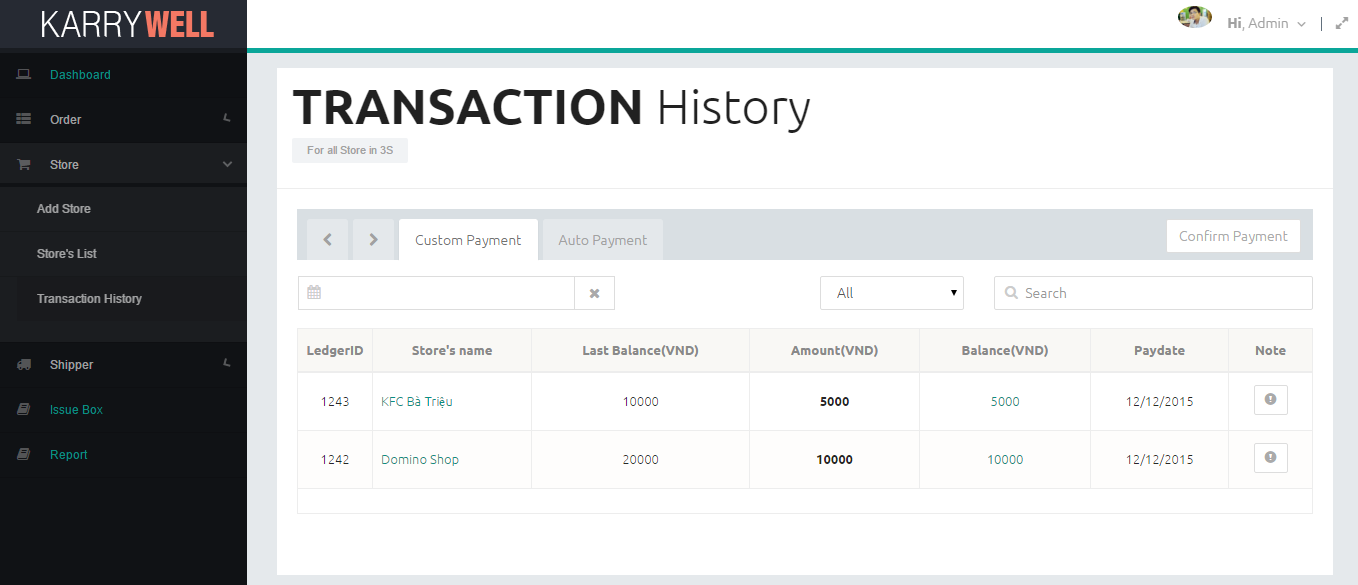 KARRYWELL
Hi, Admin |
Dashboard
Order
Store
Add Store
Store's List
Transaction History
Shipper
Issue Box
Report
TRANSACTION History
For all Store in 3S
Custom Payment Auto Payment Confirm Payment
All Search
LedgerID Store's name Last Balance(VND) Amount(VND) Balance(VND) Paydate Note
1243 KFC Bà Triệu 10000 5000 5000 12/12/2015
1242 Domino Shop 20000 10000 10000 12/12/2015